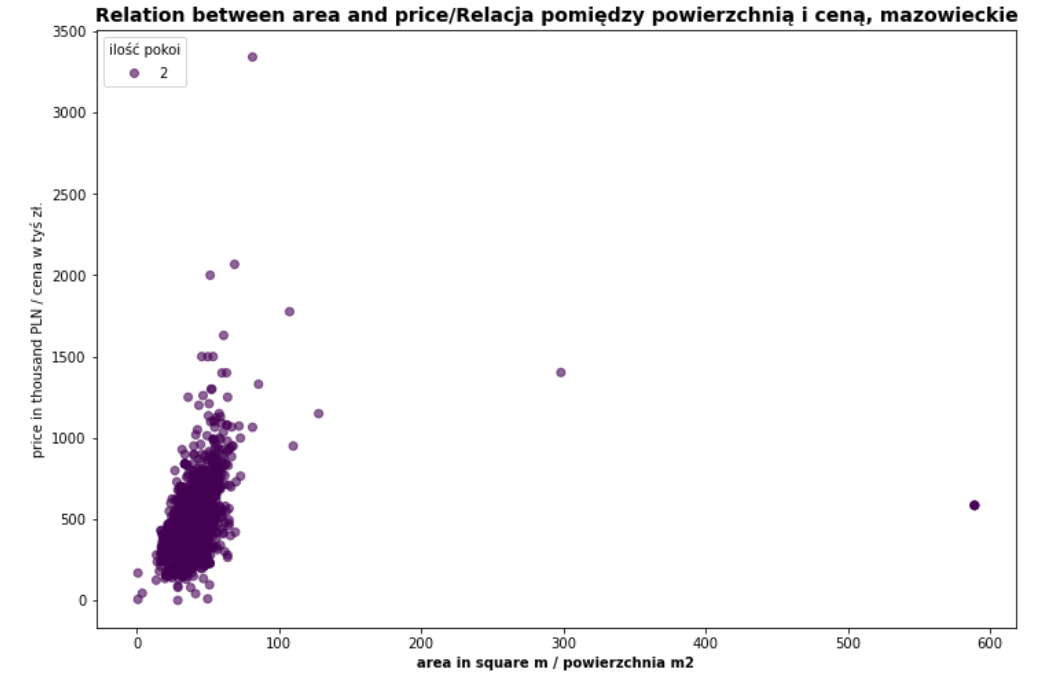 Relation between area and price/Relacja pomiędzy powierzchnią i ceną, mazowieckie
ilość pokoi
2
price in thousand PLN / cena w tyś zł.
3500
3000
2500
2000
1500
1000
500
0
0 100 200 300 400 500 600
area in square m / powierzchnia m2